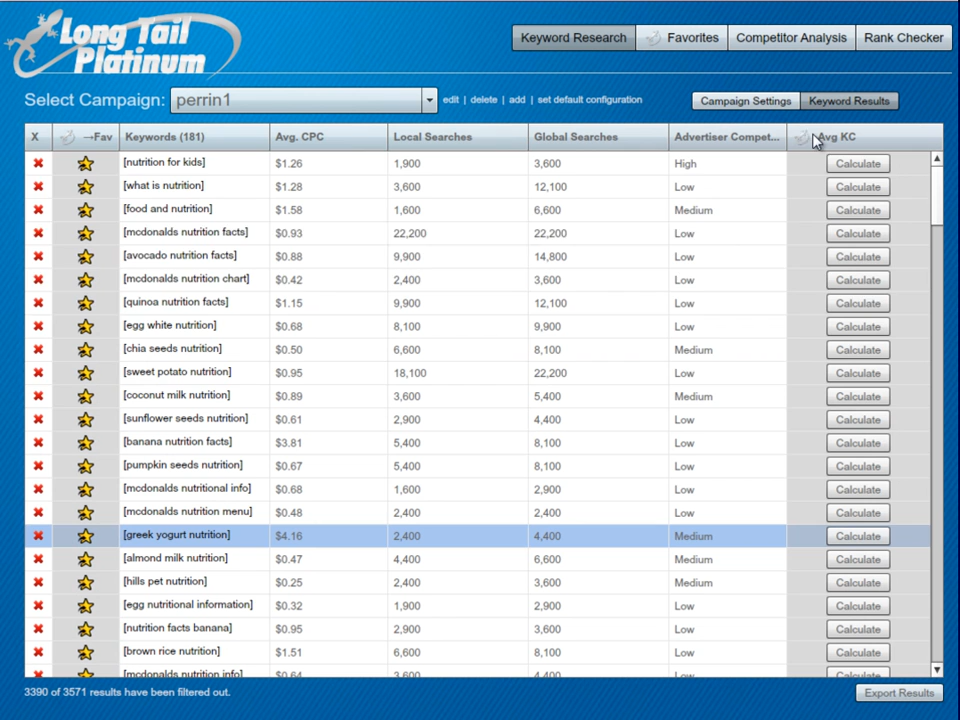 Long Tail
Platinum
Keyword Research Favorites Competitor Analysis Rank Checker
Select Campaign: perrin1 edit | delete | add | set default configuration Campaign Settings Keyword Results
X →Fav Keywords (181) Avg. CPC Local Searches Global Searches Advertiser Compet... Avg KC
[nutrition for kids] $1.26 1,900 3,600 High Calculate
[what is nutrition] $1.28 3,600 12,100 Low Calculate
[food and nutrition] $1.58 1,600 6,600 Medium Calculate
[mcdonalds nutrition facts] $0.93 22,200 22,200 Low Calculate
[avocado nutrition facts] $0.88 9,900 14,800 Low Calculate
[mcdonalds nutrition chart] $0.42 2,400 3,600 Low Calculate
[quinoa nutrition facts] $1.15 9,900 12,100 Low Calculate
[egg white nutrition] $0.68 8,100 9,900 Low Calculate
[chia seeds nutrition] $0.50 6,600 8,100 Medium Calculate
[sweet potato nutrition] $0.95 18,100 22,200 Low Calculate
[coconut milk nutrition] $0.89 3,600 5,400 Medium Calculate
[sunflower seeds nutrition] $0.61 2,900 4,400 Low Calculate
[banana nutrition facts] $3.81 5,400 8,100 Low Calculate
[pumpkin seeds nutrition] $0.67 5,400 8,100 Low Calculate
[mcdonalds nutritional info] $0.68 1,600 2,900 Low Calculate
[mcdonalds nutrition menu] $0.48 2,400 2,400 Low Calculate
[greek yogurt nutrition] $4.16 2,400 4,400 Medium Calculate
[almond milk nutrition] $0.47 4,400 6,600 Medium Calculate
[hills pet nutrition] $0.25 2,400 3,600 Medium Calculate
[egg nutritional information] $0.32 1,900 2,900 Low Calculate
[nutrition facts banana] $0.95 2,900 3,600 Low Calculate
[brown rice nutrition] $1.51 6,600 8,100 Low Calculate
[mcdonalds nutrition info] $0.64 3,600 4,400 Low Calculate
3390 of 3571 results have been filtered out. Export Results